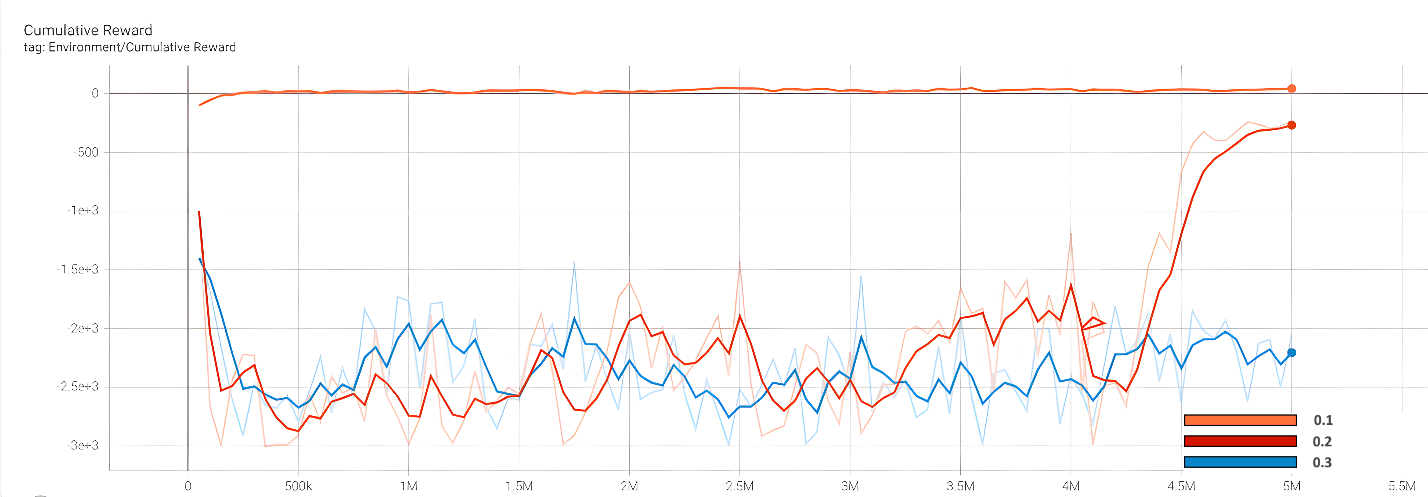 Cumulative Reward
tag: Environment/Cumulative Reward
0
-500
-1e+3
-1.5e+3
-2e+3
-2.5e+3
-3e+3
0 500k 1M 1.5M 2M 2.5M 3M 3.5M 4M 4.5M 5M 5.5M
0.1
0.2
0.3